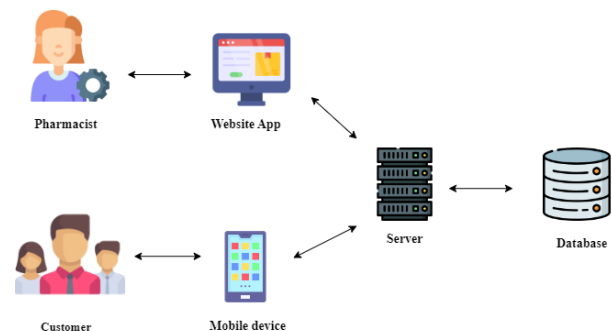 Pharmacist
Website App
Server
Database
Customer
Mobile device